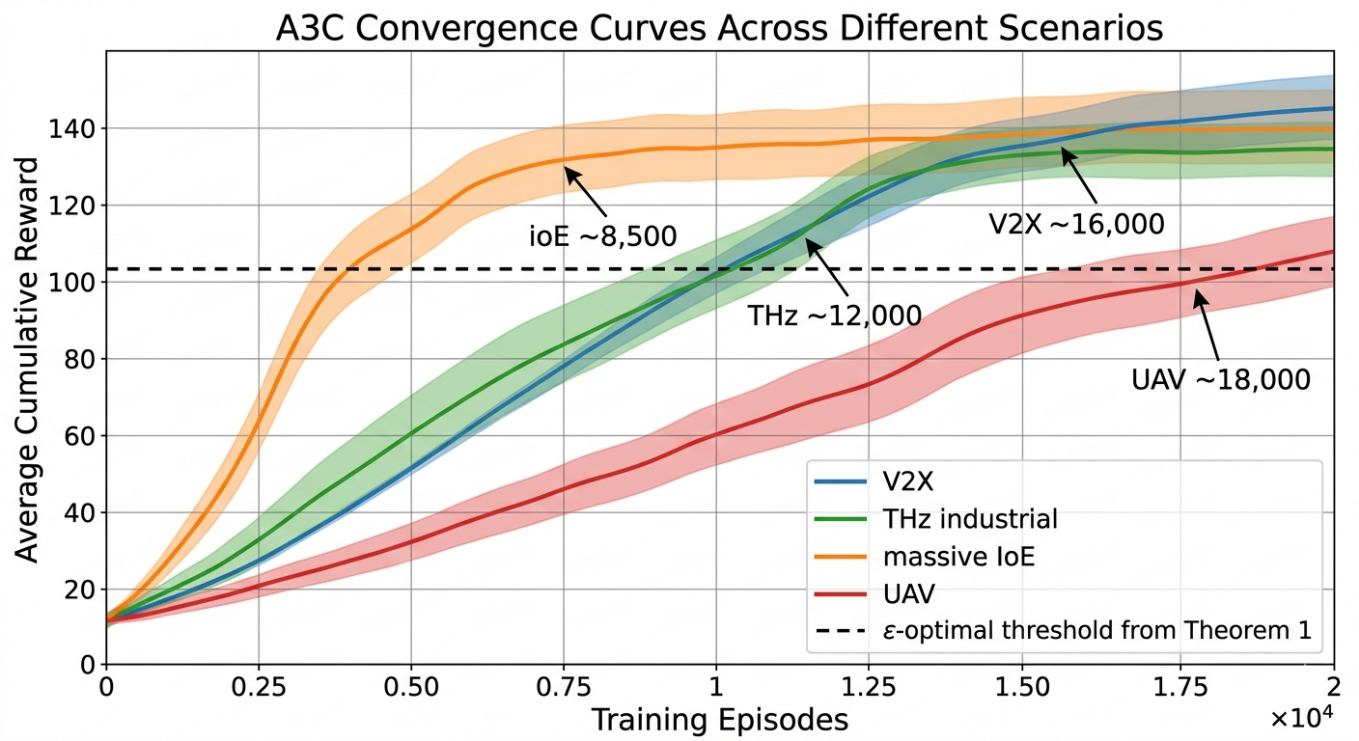 A3C Convergence Curves Across Different Scenarios
Average Cumulative Reward
140
120
100
80
60
40
20
0
ioE ~8,500
V2X ~16,000
THz ~12,000
UAV ~18,000
V2X
THz industrial
massive IoE
UAV
ε-optimal threshold from Theorem 1
0 0.25 0.50 0.75 1 1.25 1.50 1.75 2
Training Episodes
×10⁴